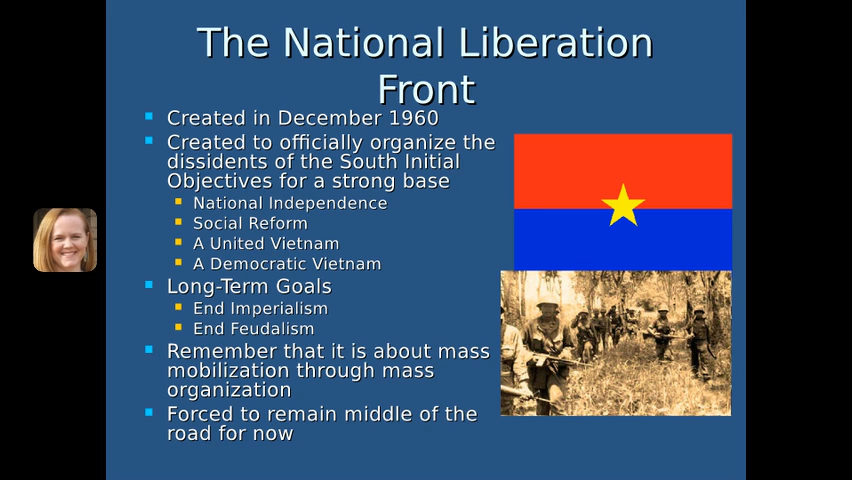 The National Liberation
Front
Created in December 1960
Created to officially organize the
dissidents of the South Initial
Objectives for a strong base
National Independence
Social Reform
A United Vietnam
A Democratic Vietnam
Long-Term Goals
End Imperialism
End Feudalism
Remember that it is about mass
mobilization through mass
organization
Forced to remain middle of the
road for now